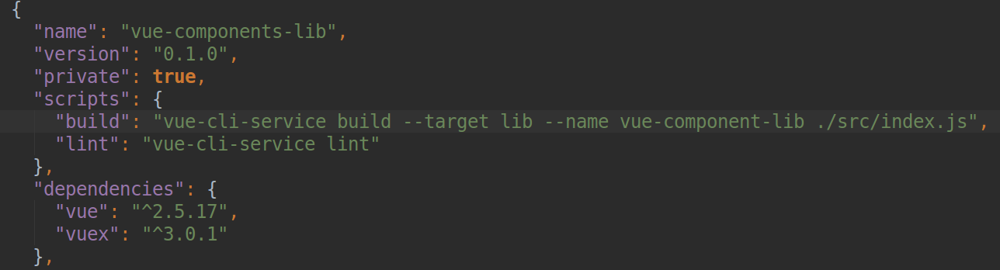 {
  "name": "vue-components-lib",
  "version": "0.1.0",
  "private": true,
  "scripts": {
    "build": "vue-cli-service build --target lib --name vue-component-lib ./src/index.js",
    "lint": "vue-cli-service lint"
  },
  "dependencies": {
    "vue": "^2.5.17",
    "vuex": "^3.0.1"
  },